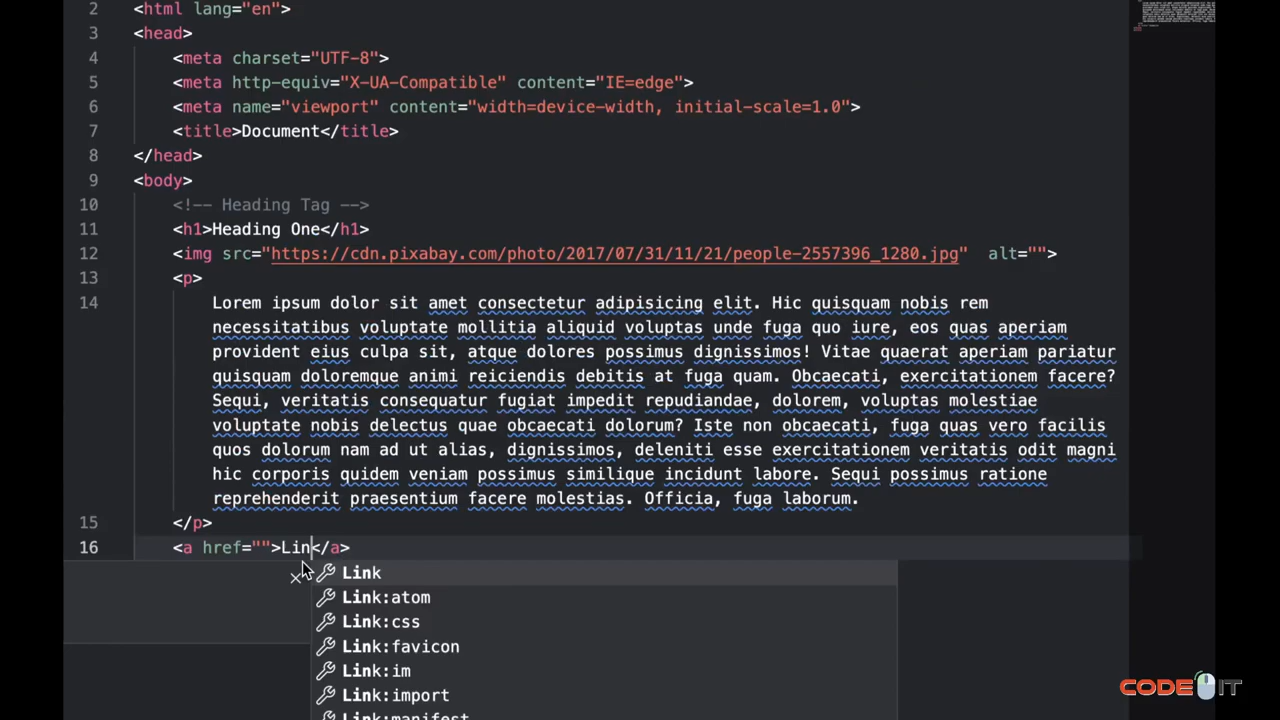 2 <html lang="en">
3 <head>
4 <meta charset="UTF-8">
5 <meta http-equiv="X-UA-Compatible" content="IE=edge">
6 <meta name="viewport" content="width=device-width, initial-scale=1.0">
7 <title>Document</title>
8 </head>
9 <body>
10 <!-- Heading Tag -->
11 <h1>Heading One</h1>
12 <img src="https://cdn.pixabay.com/photo/2017/07/31/11/21/people-2557396_1280.jpg" alt="">
13 <p>
14 Lorem ipsum dolor sit amet consectetur adipisicing elit. Hic quisquam nobis rem
necessitatibus voluptate mollitia aliquid voluptas unde fuga quo iure, eos quas aperiam
provident eius culpa sit, atque dolores possimus dignissimos! Vitae quaerat aperiam pariatur
quisquam doloremque animi reiciendis debitis at fuga quam. Obcaecati, exercitationem facere?
Sequi, veritatis consequatur fugiat impedit repudiandae, dolorem, voluptas molestiae
voluptate nobis delectus quae obcaecati dolorum? Iste non obcaecati, fuga quas vero facilis
quos dolorum nam ad ut alias, dignissimos, deleniti esse exercitationem veritatis odit magni
hic corporis quidem veniam possimus similique incidunt labore. Sequi possimus ratione
reprehenderit praesentium facere molestias. Officia, fuga laborum.
15 </p>
16 <a href="">Lin</a>
Link
Link:atom
Link:css
Link:favicon
Link:im
Link:import
Link:manifest
CODE IT